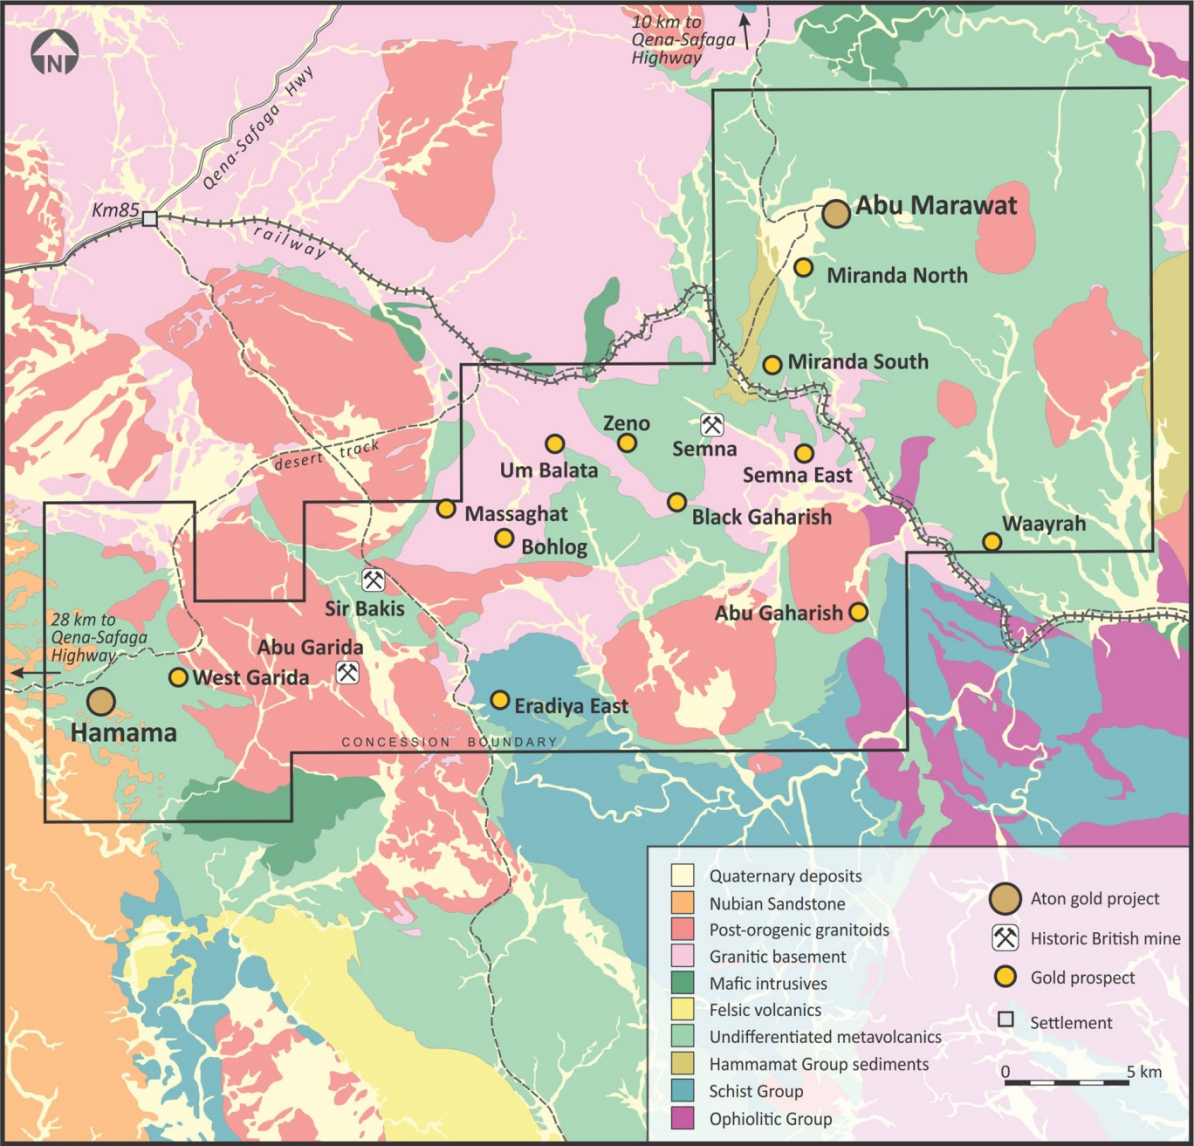 N
10 km to
Qena-Safaga
Highway
Qena-Safoga Hwy
Km85
railway
Abu Marawat
Miranda North
Miranda South
desert track
Zeno
Semna
Um Balata
Semna East
Massaghat
Black Gaharish
Bohlog
Waayrah
Sir Bakis
Abu Gaharish
28 km to
Qena-Safaga
Highway
Abu Garida
West Garida
Eradiya East
Hamama
CONCESSION BOUNDARY
Quaternary deposits
Nubian Sandstone
Post-orogenic granitoids
Granitic basement
Mafic intrusives
Felsic volcanics
Undifferentiated metavolcanics
Hammamat Group sediments
Schist Group
Ophiolitic Group
Aton gold project
Historic British mine
Gold prospect
Settlement
0 5 km